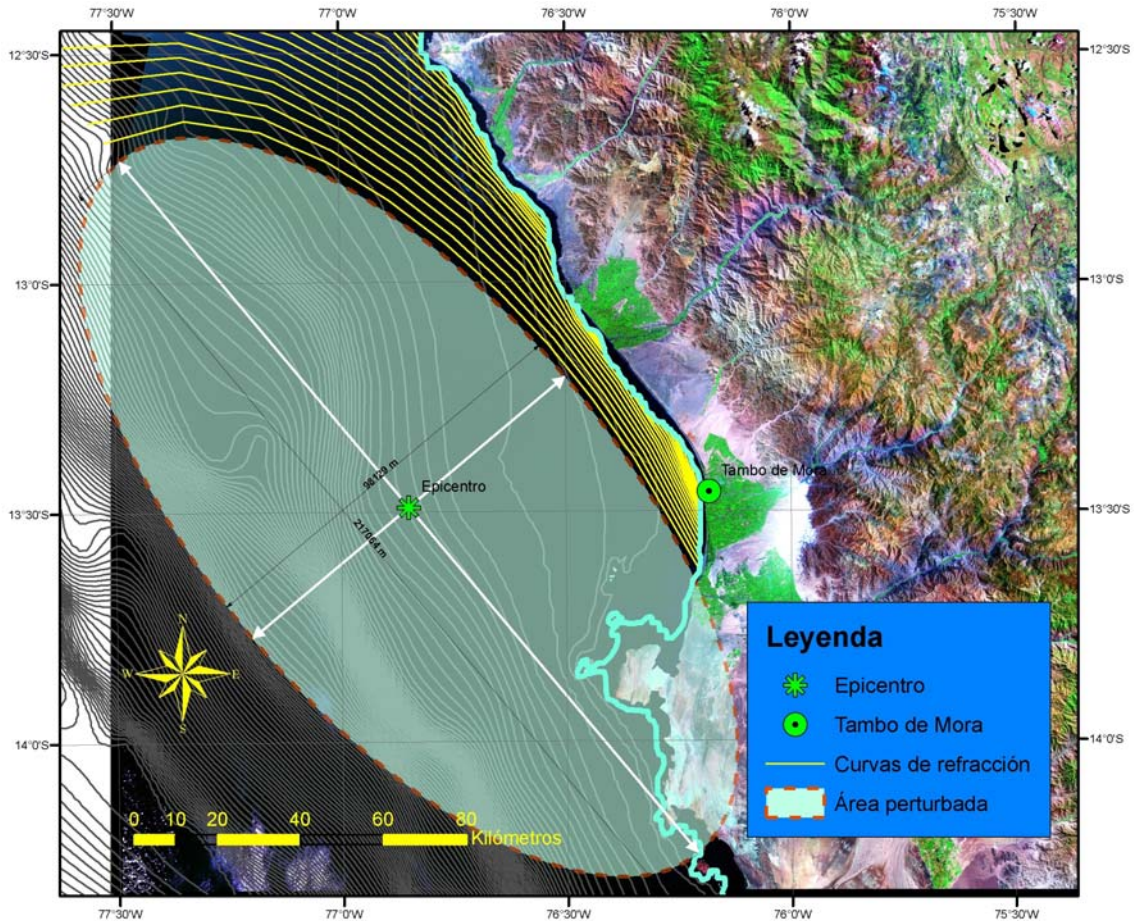 77°30'W 77°0'W 76°30'W 76°0'W 75°30'W
12°30'S 12°30'S
13°0'S 13°0'S
98129 m
Epicentro
Tambo de Mora
13°30'S 13°30'S
217064 m
Leyenda
N
W E
S
Epicentro
Tambo de Mora
14°0'S 14°0'S
Curvas de refracción
Área perturbada
0 10 20 40 60 80
Kilómetros
77°30'W 77°0'W 76°30'W 76°0'W 75°30'W